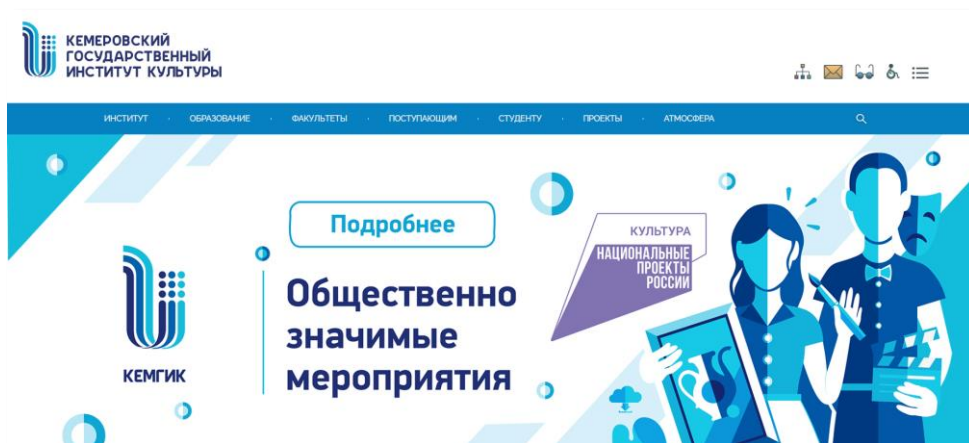 КЕМЕРОВСКИЙ
ГОСУДАРСТВЕННЫЙ
ИНСТИТУТ КУЛЬТУРЫ
ИНСТИТУТ · ОБРАЗОВАНИЕ · ФАКУЛЬТЕТЫ · ПОСТУПАЮЩИМ · СТУДЕНТУ · ПРОЕКТЫ · АТМОСФЕРА
Подробнее
КУЛЬТУРА
НАЦИОНАЛЬНЫЕ
ПРОЕКТЫ
РОССИИ
Общественно
значимые
мероприятия
КЕМГИК